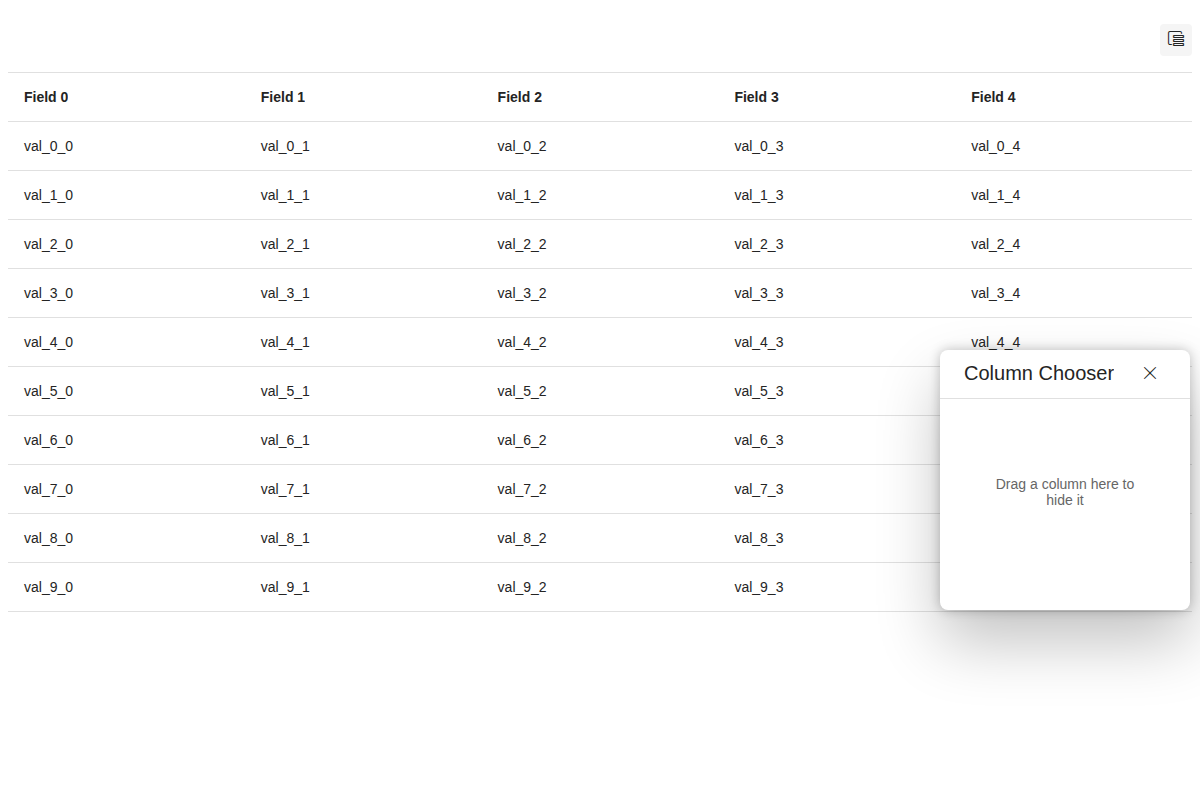 Field 0 Field 1 Field 2 Field 3 Field 4
val_0_0 val_0_1 val_0_2 val_0_3 val_0_4
val_1_0 val_1_1 val_1_2 val_1_3 val_1_4
val_2_0 val_2_1 val_2_2 val_2_3 val_2_4
val_3_0 val_3_1 val_3_2 val_3_3 val_3_4
val_4_0 val_4_1 val_4_2 val_4_3 val_4_4
val_5_0 val_5_1 val_5_2 val_5_3
val_6_0 val_6_1 val_6_2 val_6_3
val_7_0 val_7_1 val_7_2 val_7_3
val_8_0 val_8_1 val_8_2 val_8_3
val_9_0 val_9_1 val_9_2 val_9_3
Column Chooser
Drag a column here to
hide it